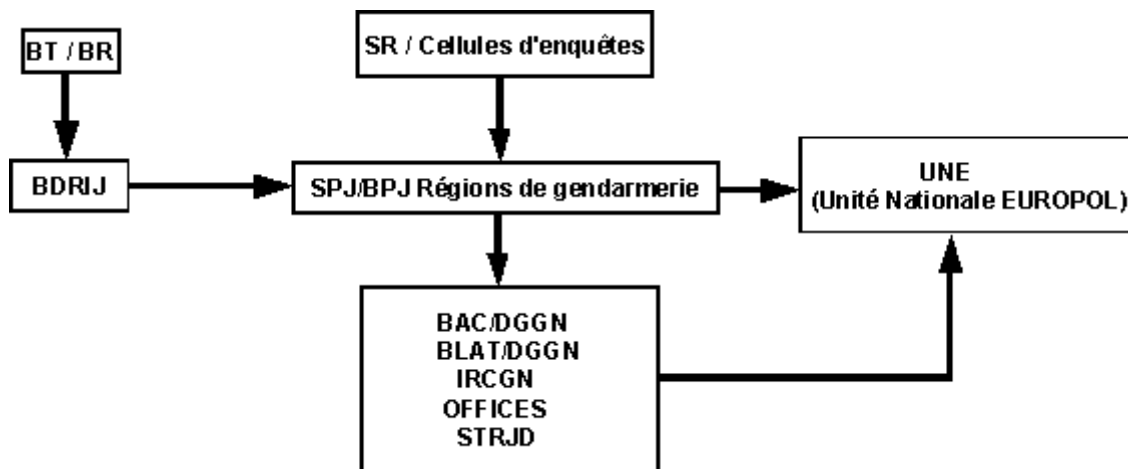 BT / BR
SR / Cellules d'enquêtes
BDRIJ
SPJ/BPJ Régions de gendarmerie
UNE
(Unité Nationale EUROPOL)
BAC/DGGN
BLAT/DGGN
IRCGN
OFFICES
STRJD